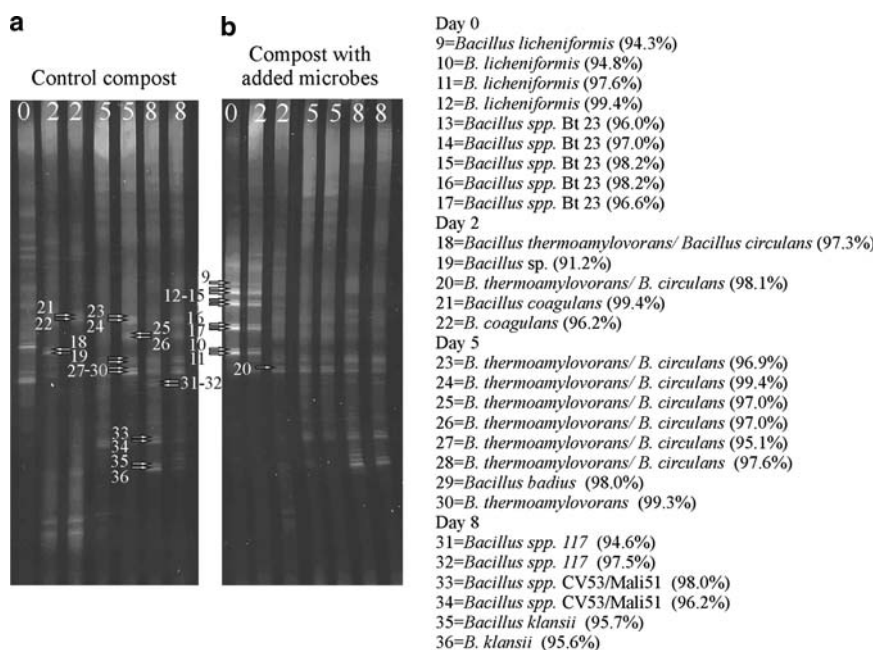 a
Control compost
b
Compost with
added microbes
0 2 2 5 5 8 8
0 2 2 5 5 8 8
21
22
23
24
25
26
18
19
27-30
31-32
33
34
35
36
9
12-15
16
17
10
11
20
Day 0
9=Bacillus licheniformis (94.3%)
10=B. licheniformis (94.8%)
11=B. licheniformis (97.6%)
12=B. licheniformis (99.4%)
13=Bacillus spp. Bt 23 (96.0%)
14=Bacillus spp. Bt 23 (97.0%)
15=Bacillus spp. Bt 23 (98.2%)
16=Bacillus spp. Bt 23 (98.2%)
17=Bacillus spp. Bt 23 (96.6%)
Day 2
18=Bacillus thermoamylovorans/ Bacillus circulans (97.3%)
19=Bacillus sp. (91.2%)
20=B. thermoamylovorans/ B. circulans (98.1%)
21=Bacillus coagulans (99.4%)
22=B. coagulans (96.2%)
Day 5
23=B. thermoamylovorans/ B. circulans (96.9%)
24=B. thermoamylovorans/ B. circulans (99.4%)
25=B. thermoamylovorans/ B. circulans (97.0%)
26=B. thermoamylovorans/ B. circulans (97.0%)
27=B. thermoamylovorans/ B. circulans (95.1%)
28=B. thermoamylovorans/ B. circulans (97.6%)
29=Bacillus badius (98.0%)
30=B. thermoamylovorans (99.3%)
Day 8
31=Bacillus spp. 117 (94.6%)
32=Bacillus spp. 117 (97.5%)
33=Bacillus spp. CV53/Mali51 (98.0%)
34=Bacillus spp. CV53/Mali51 (96.2%)
35=Bacillus klansii (95.7%)
36=B. klansii (95.6%)